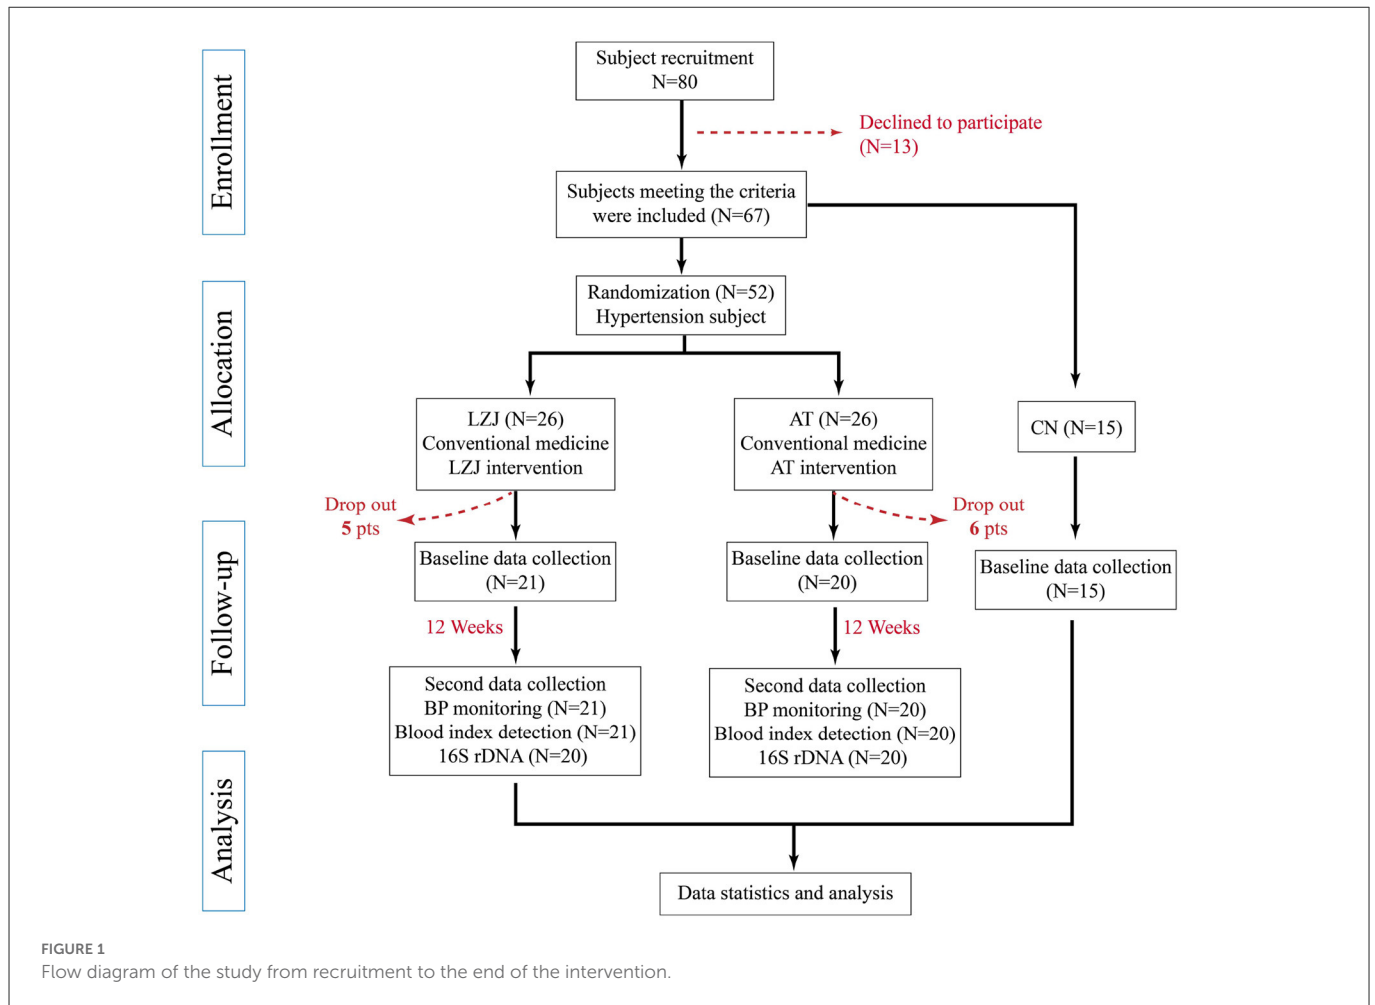 Enrollment
Subject recruitment
N=80
Declined to participate
(N=13)
Subjects meeting the criteria
were included (N=67)
Allocation
Randomization (N=52)
Hypertension subject
LZJ (N=26)
Conventional medicine
LZJ intervention
AT (N=26)
Conventional medicine
AT intervention
CN (N=15)
Drop out
5 pts
Drop out
6 pts
Follow-up
Baseline data collection
(N=21)
Baseline data collection
(N=20)
Baseline data collection
(N=15)
12 Weeks
12 Weeks
Second data collection
BP monitoring (N=21)
Blood index detection (N=21)
16S rDNA (N=20)
Second data collection
BP monitoring (N=20)
Blood index detection (N=20)
16S rDNA (N=20)
Analysis
Data statistics and analysis
FIGURE 1
Flow diagram of the study from recruitment to the end of the intervention.